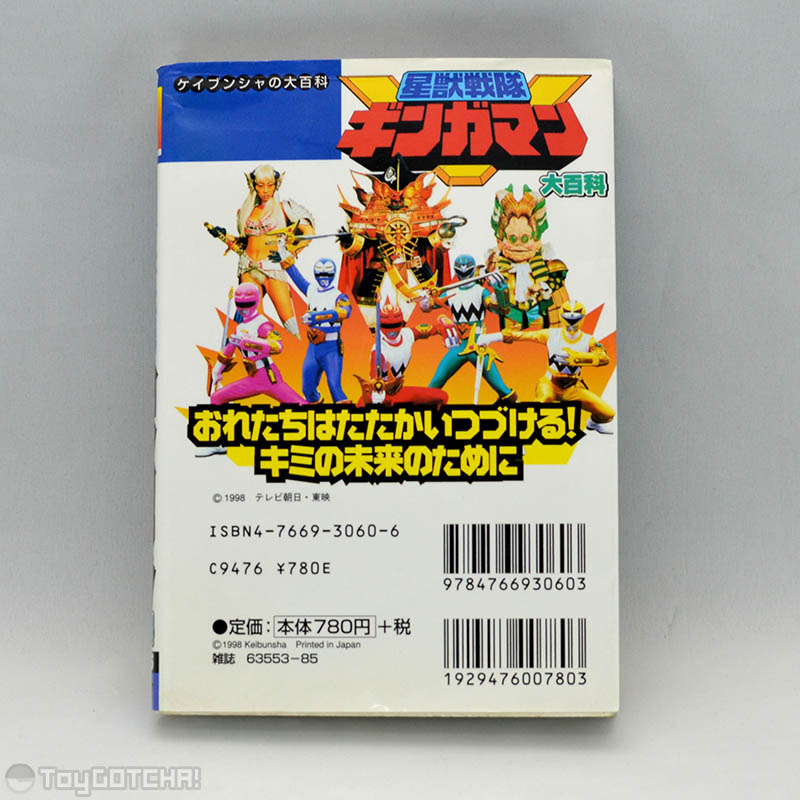 ケイブンシャの大百科
星獣戦隊
ギンガマン
大百科
おれたちはたたかいつづける!
キミの未来のために
© 1998 テレビ朝日・東映
ISBN4-7669-3060-6
C9476 ¥780E
9784766930603
●定価:本体780円+税
© 1998 Keibunsha Printed in Japan
雑誌 63553-85
1929476007803
ToyGOTCHA!